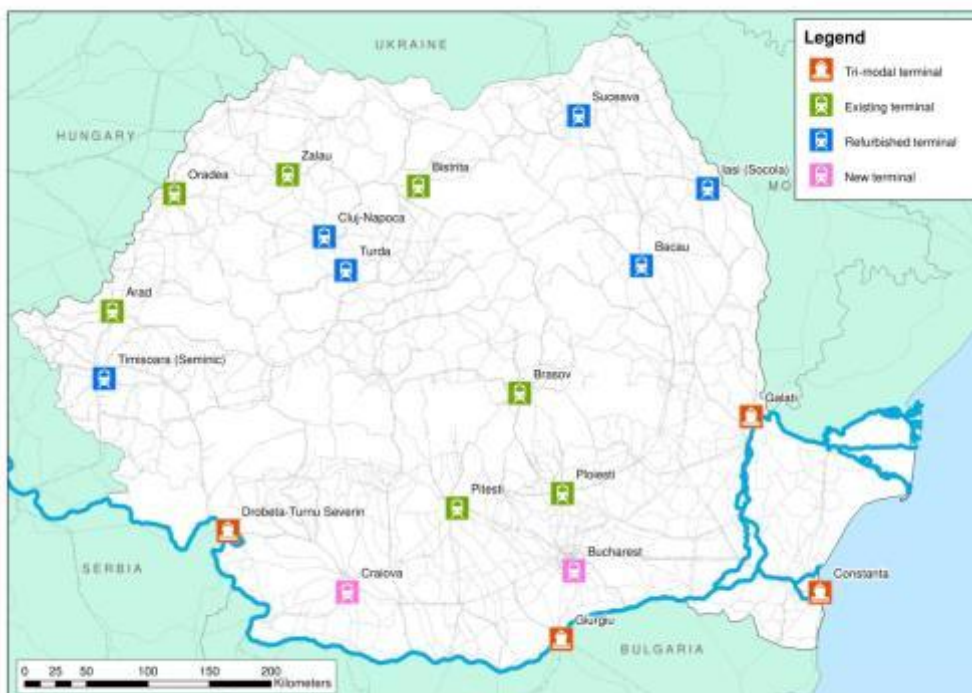 UKRAINE
Legend
Tri-modal terminal
Existing terminal
Refurbished terminal
New terminal
Suceava
HUNGARY
Zalau
Bistrita
Oradea
Iasi (Socola)
MO
Cluj-Napoca
Turda
Bacau
Arad
Timisoara (Seminic)
Brasov
Galati
Pitesti
Ploiesti
Drobeta-Turnu Severin
Bucharest
SERBIA
Craiova
Constanta
Giurgiu
BULGARIA
0 25 50 100 150 200
Kilometers